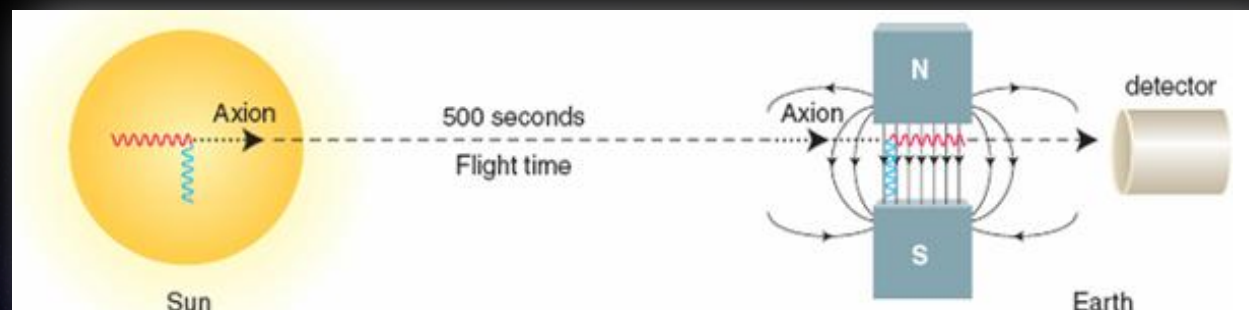 Axion
500 seconds
Flight time
Axion
N
S
detector
Sun
Earth